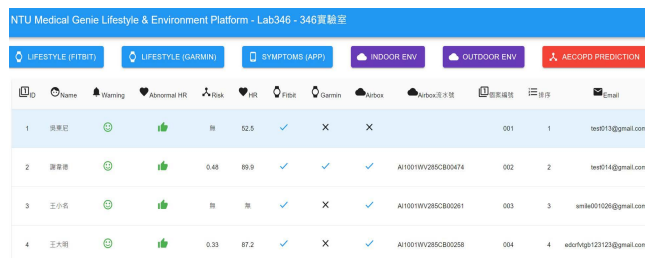 NTU Medical Genie Lifestyle & Environment Platform - Lab346 - 346實驗室
LIFESTYLE (FITBIT) LIFESTYLE (GARMIN) SYMPTOMS (APP) INDOOR ENV OUTDOOR ENV AECOPD PREDICTION
ID Name Warning Abnormal HR Risk HR Fitbit Garmin Airbox Airbox流水號 個案編號 排序 Email
1 張東尼 無 52.5 001 1 test013@gmail.com
2 謝韋德 0.48 89.9 AI1001WV285CB00474 002 2 test014@gmail.com
3 王小名 無 無 AI1001WV285CB00261 003 3 smile001026@gmail.com
4 王大明 0.33 87.2 AI1001WV285CB00258 004 4 edcrfvtgb123123@gmail.com